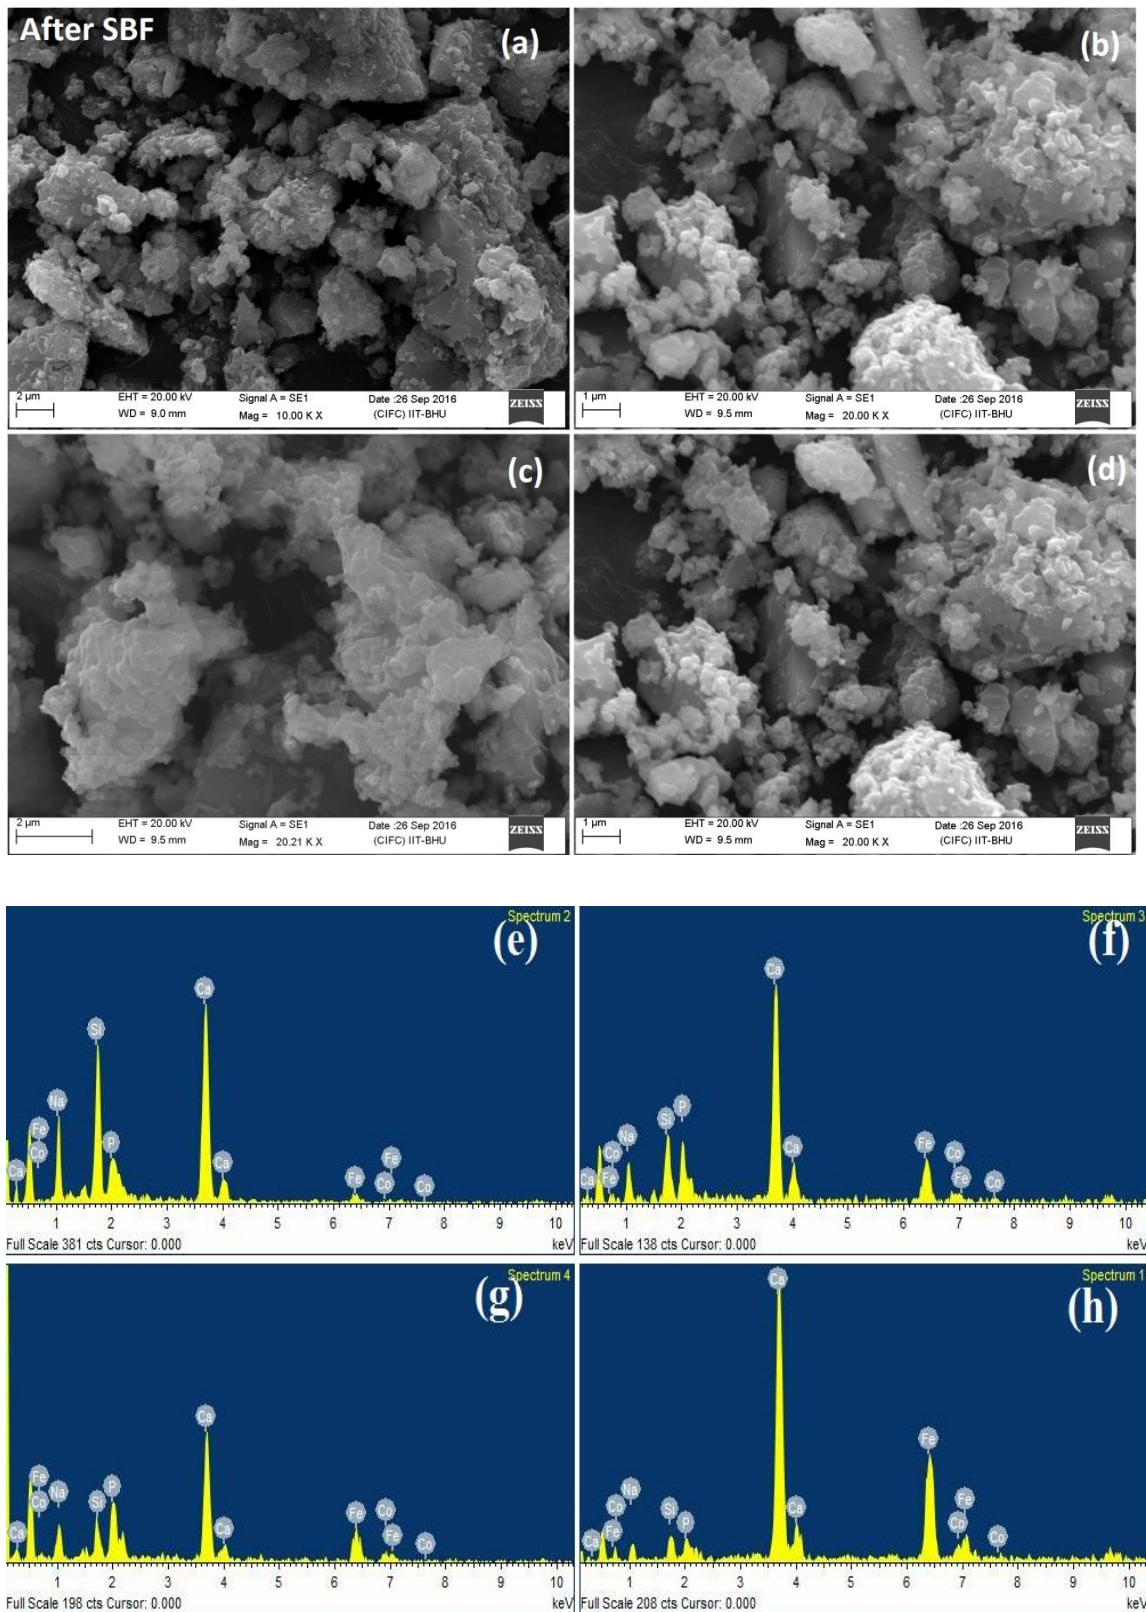 After SBF
(a)
2 µm
EHT = 20.00 kV
Signal A = SE1
Date :26 Sep 2016
WD = 9.0 mm
Mag = 10.00 K X
(CIFC) IIT-BHU
ZEISS
(b)
1 µm
EHT = 20.00 kV
Signal A = SE1
Date :26 Sep 2016
WD = 9.5 mm
Mag = 20.00 K X
(CIFC) IIT-BHU
ZEISS
(c)
2 µm
EHT = 20.00 kV
Signal A = SE1
Date :26 Sep 2016
WD = 9.5 mm
Mag = 20.21 K X
(CIFC) IIT-BHU
ZEISS
(d)
1 µm
EHT = 20.00 kV
Signal A = SE1
Date :26 Sep 2016
WD = 9.5 mm
Mag = 20.00 K X
(CIFC) IIT-BHU
ZEISS
Spectrum 2
(e)
Ca
Si
Na
Fe
Co
P
Ca
Ca
Fe
Fe
Co
Co
1 2 3 4 5 6 7 8 9 10
Full Scale 381 cts Cursor: 0.000 keV
Spectrum 3
(f)
Ca
Si
P
Na
Co
Fe
Ca
Ca
Fe
Co
Fe
Co
1 2 3 4 5 6 7 8 9 10
Full Scale 138 cts Cursor: 0.000 keV
Spectrum 4
(g)
Ca
Fe
Na
Co
Si
P
Ca
Ca
Fe
Co
Fe
Co
1 2 3 4 5 6 7 8 9 10
Full Scale 198 cts Cursor: 0.000 keV
Spectrum 1
(h)
Ca
Fe
Na
Co
Fe
Si
P
Ca
Ca
Fe
Co
Co
1 2 3 4 5 6 7 8 9 10
Full Scale 208 cts Cursor: 0.000 keV